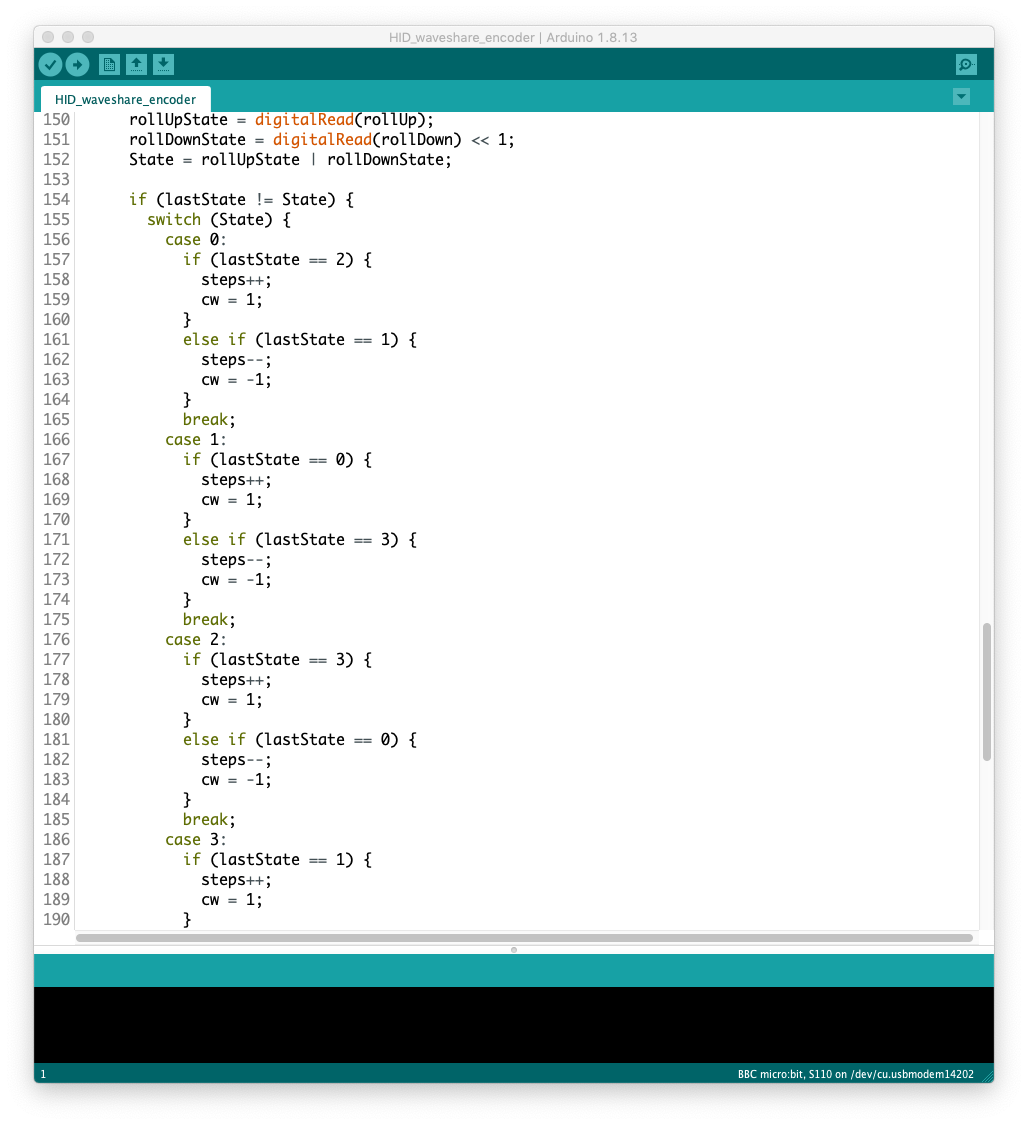 HID_waveshare_encoder | Arduino 1.8.13
HID_waveshare_encoder
150 rollUpState = digitalRead(rollUp);
151 rollDownState = digitalRead(rollDown) << 1;
152 State = rollUpState | rollDownState;
153
154 if (lastState != State) {
155 switch (State) {
156 case 0:
157 if (lastState == 2) {
158 steps++;
159 cw = 1;
160 }
161 else if (lastState == 1) {
162 steps--;
163 cw = -1;
164 }
165 break;
166 case 1:
167 if (lastState == 0) {
168 steps++;
169 cw = 1;
170 }
171 else if (lastState == 3) {
172 steps--;
173 cw = -1;
174 }
175 break;
176 case 2:
177 if (lastState == 3) {
178 steps++;
179 cw = 1;
180 }
181 else if (lastState == 0) {
182 steps--;
183 cw = -1;
184 }
185 break;
186 case 3:
187 if (lastState == 1) {
188 steps++;
189 cw = 1;
190 }
1 BBC micro:bit, S110 on /dev/cu.usbmodem14202